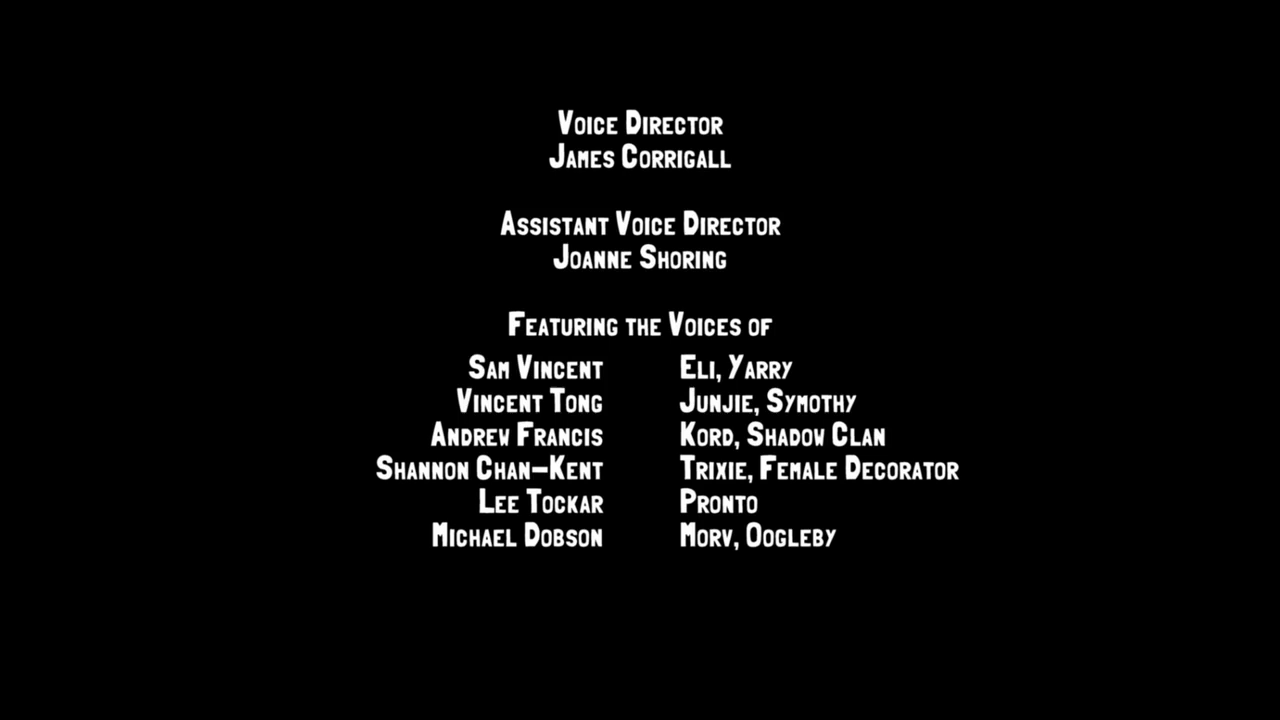 Voice Director
James Corrigall
Assistant Voice Director
Joanne Shoring
Featuring the Voices of
Sam Vincent Eli, Yarry
Vincent Tong Junjie, Symothy
Andrew Francis Kord, Shadow Clan
Shannon Chan-Kent Trixie, Female Decorator
Lee Tockar Pronto
Michael Dobson Morv, Oogleby